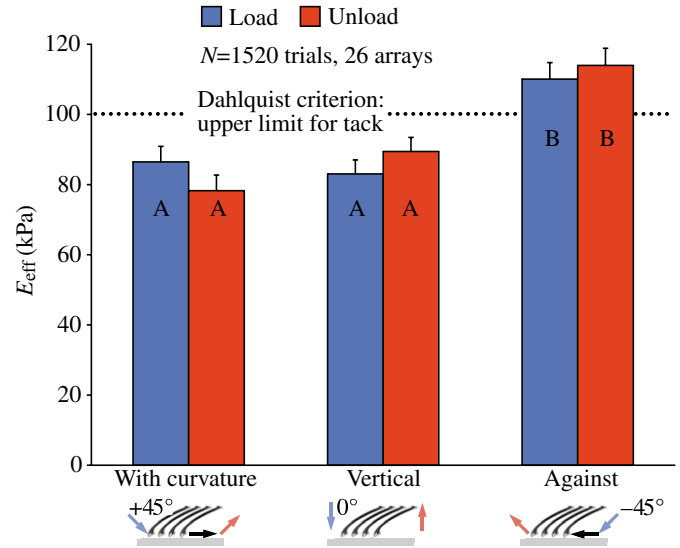 Load Unload
N=1520 trials, 26 arrays
Dahlquist criterion:
upper limit for tack
120
100
80
60
40
20
0
E_eff (kPa)
A A A A B B
With curvature Vertical Against
+45° 0° –45°